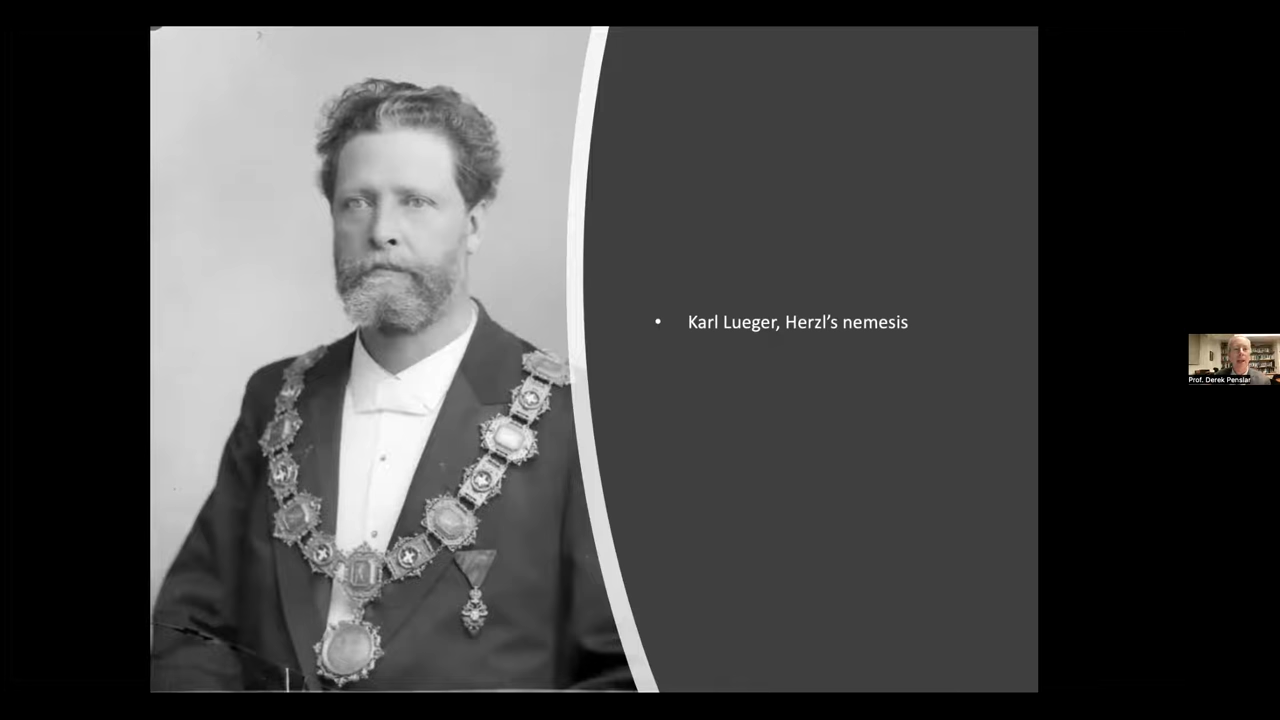 • Karl Lueger, Herzl’s nemesis
Prof. Derek Penslar